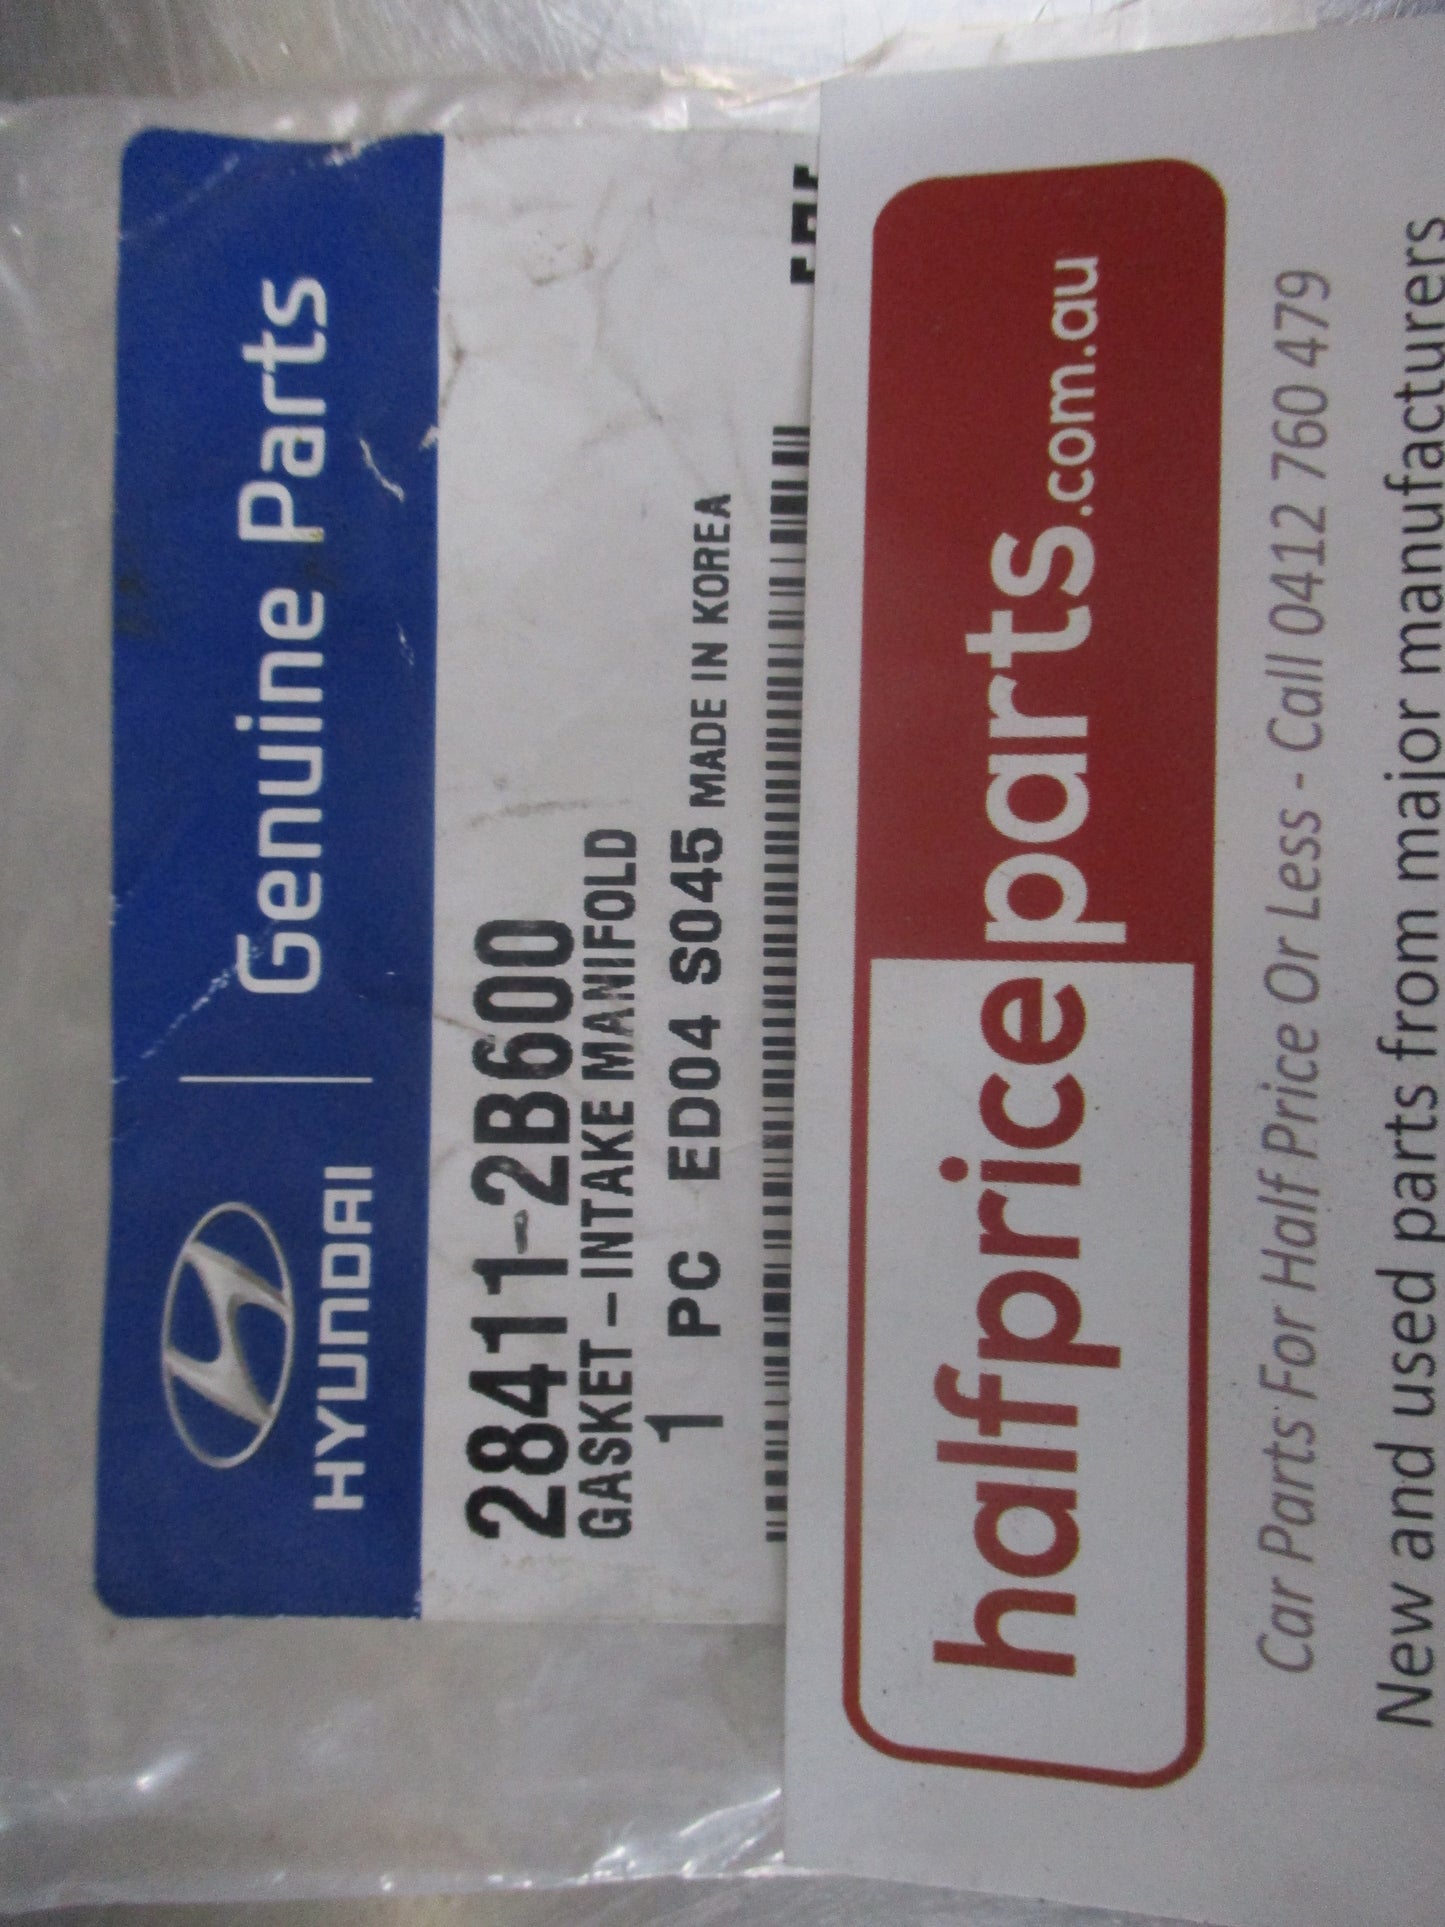 HYUNDAI
Genuine Parts
28411-2B600
GASKET-INTAKE MANIFOLD
1 PC ED04 S045 MADE IN KOREA
halfpriceparts.com.au
Car Parts For Half Price Or Less - Call 0412 760 479
New and used parts from major manufacturers